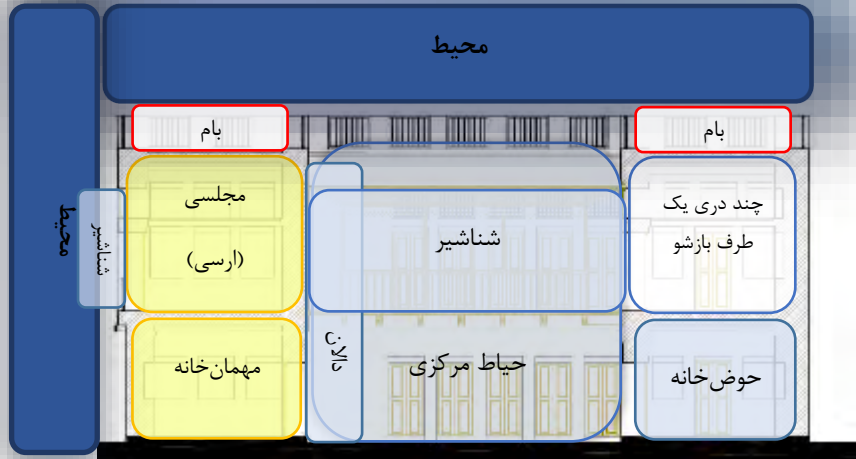 محیط
بام
بام
چند دری یک
طرف بازشو
شناشیر
مجلسی
(ارسی)
شناشیر
محیط
حوض‌خانه
حیاط مرکزی
دالان
مهمان‌خانه